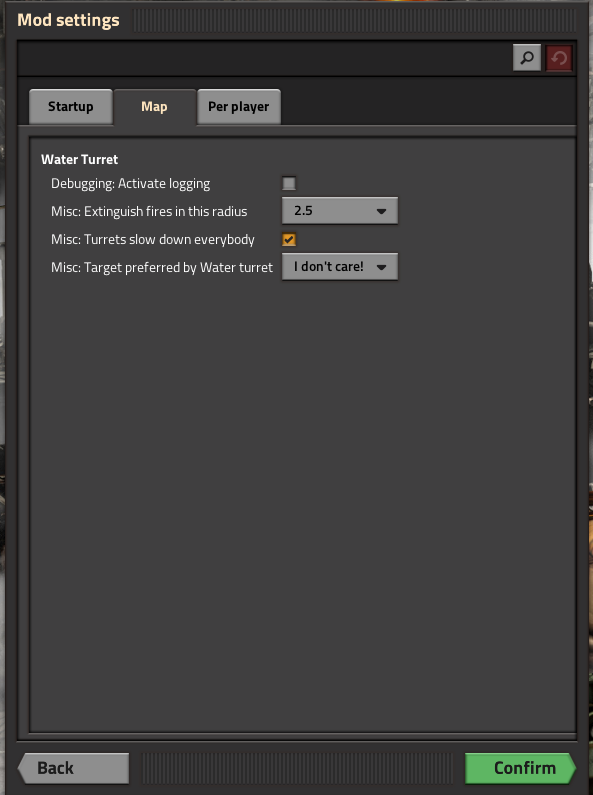 Mod settings
Startup Map Per player
Water Turret
Debugging: Activate logging
Misc: Extinguish fires in this radius 2.5
Misc: Turrets slow down everybody
Misc: Target preferred by Water turret I don't care!
Back Confirm